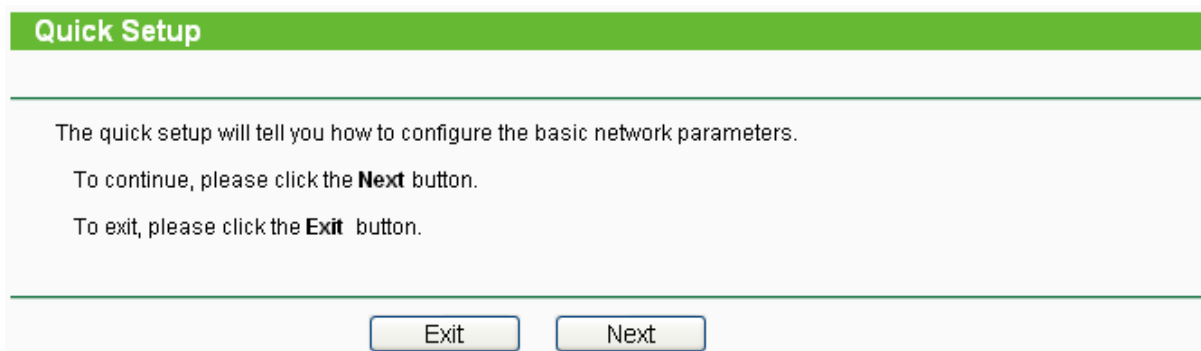 Quick Setup
The quick setup will tell you how to configure the basic network parameters.
To continue, please click the Next button.
To exit, please click the Exit button.
Exit Next